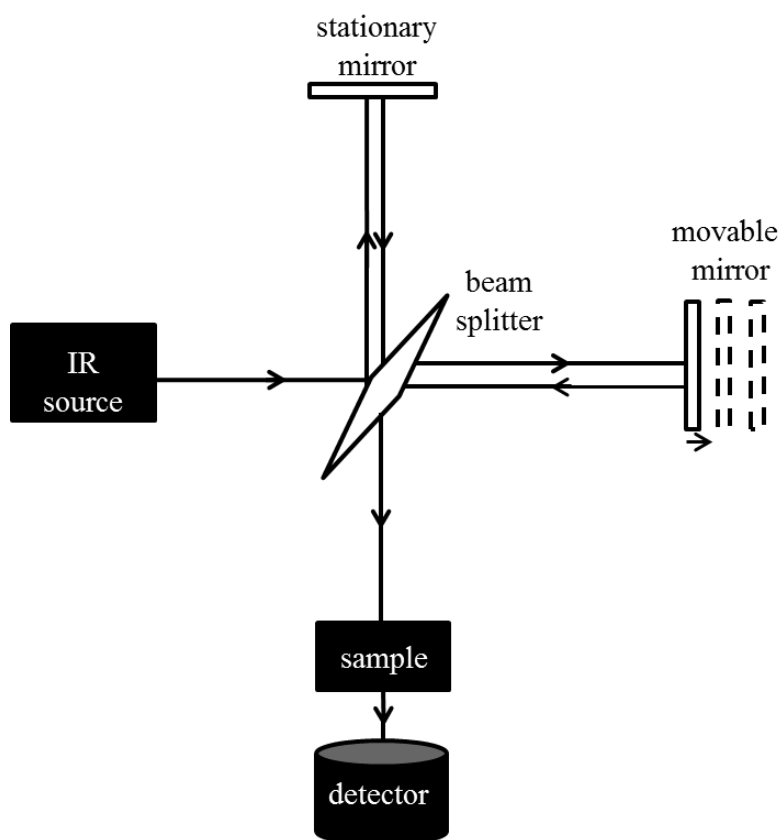 stationary
mirror
movable
mirror
beam
splitter
IR
source
sample
detector